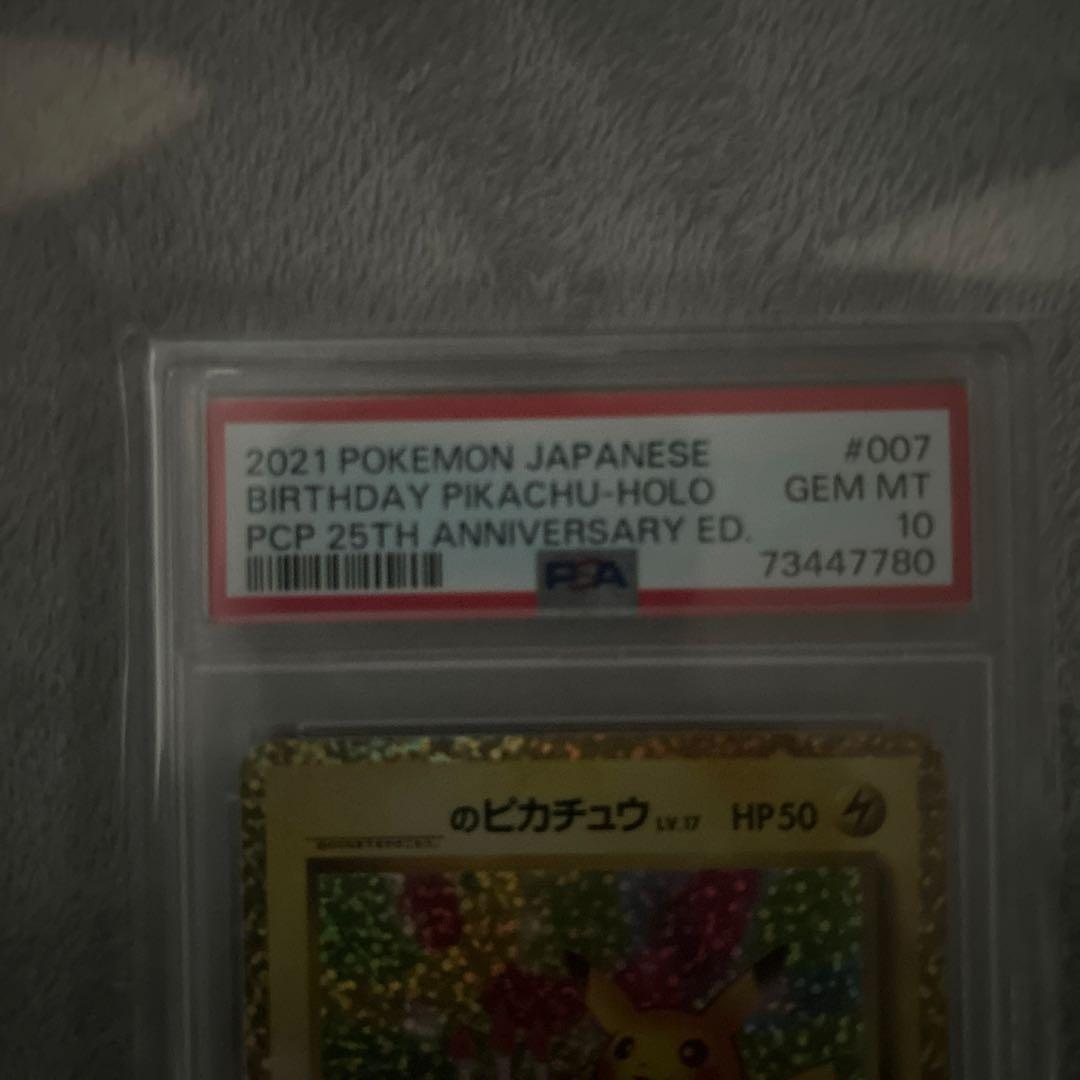 2021 POKEMON JAPANESE #007
BIRTHDAY PIKACHU-HOLO GEM MT
PCP 25TH ANNIVERSARY ED. 10
PSA 73447780
のピカチュウ LV.17 HP50